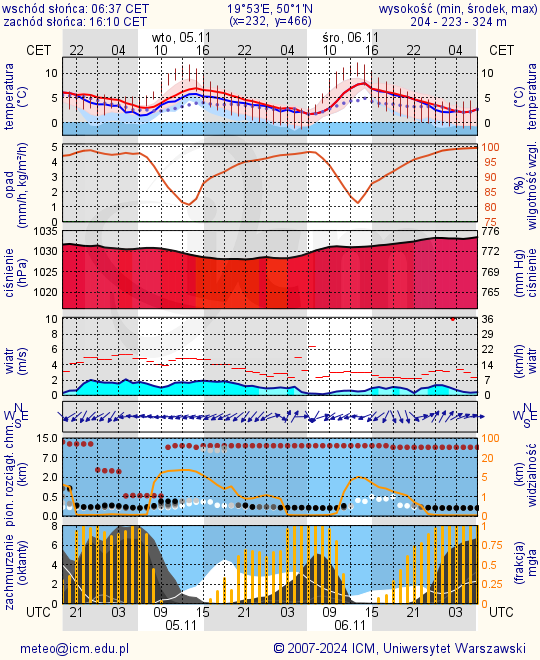 wschód słońca: 06:37 CET 19°53'E, 50°1'N wysokość (min, środek, max)
zachód słońca: 16:10 CET (x=232, y=466) 204 - 223 - 324 m
wto, 05.11 śro, 06.11
CET 22 04 10 16 22 04 10 16 22 04 CET
temperatura (°C)
10
5
0
10
5
0
(°C) temperatura
opad (mm/h, kg/m²/h)
5
4
3
2
1
0
100
95
90
85
80
75
(%) wilgotność wzgl.
ciśnienie (hPa)
1035
1030
1025
1020
776
772
769
765
(mm Hg) ciśnienie
wiatr (m/s)
10
8
6
4
2
0
36
29
22
14
7
0
(km/h) wiatr
N
W E
S
N
W E
S
pion. rozciągł. chm. (km)
15.0
7.0
2.0
0.5
0.0
100
20
5
1
0
(km) widzialność
zachmurzenie (oktanty)
8
6
4
2
0
1
0.75
0.5
0.25
0
(frakcja) mgła
UTC 21 03 09 15 21 03 09 15 21 03 UTC
05.11 06.11
meteo@icm.edu.pl © 2007-2024 ICM, Uniwersytet Warszawski